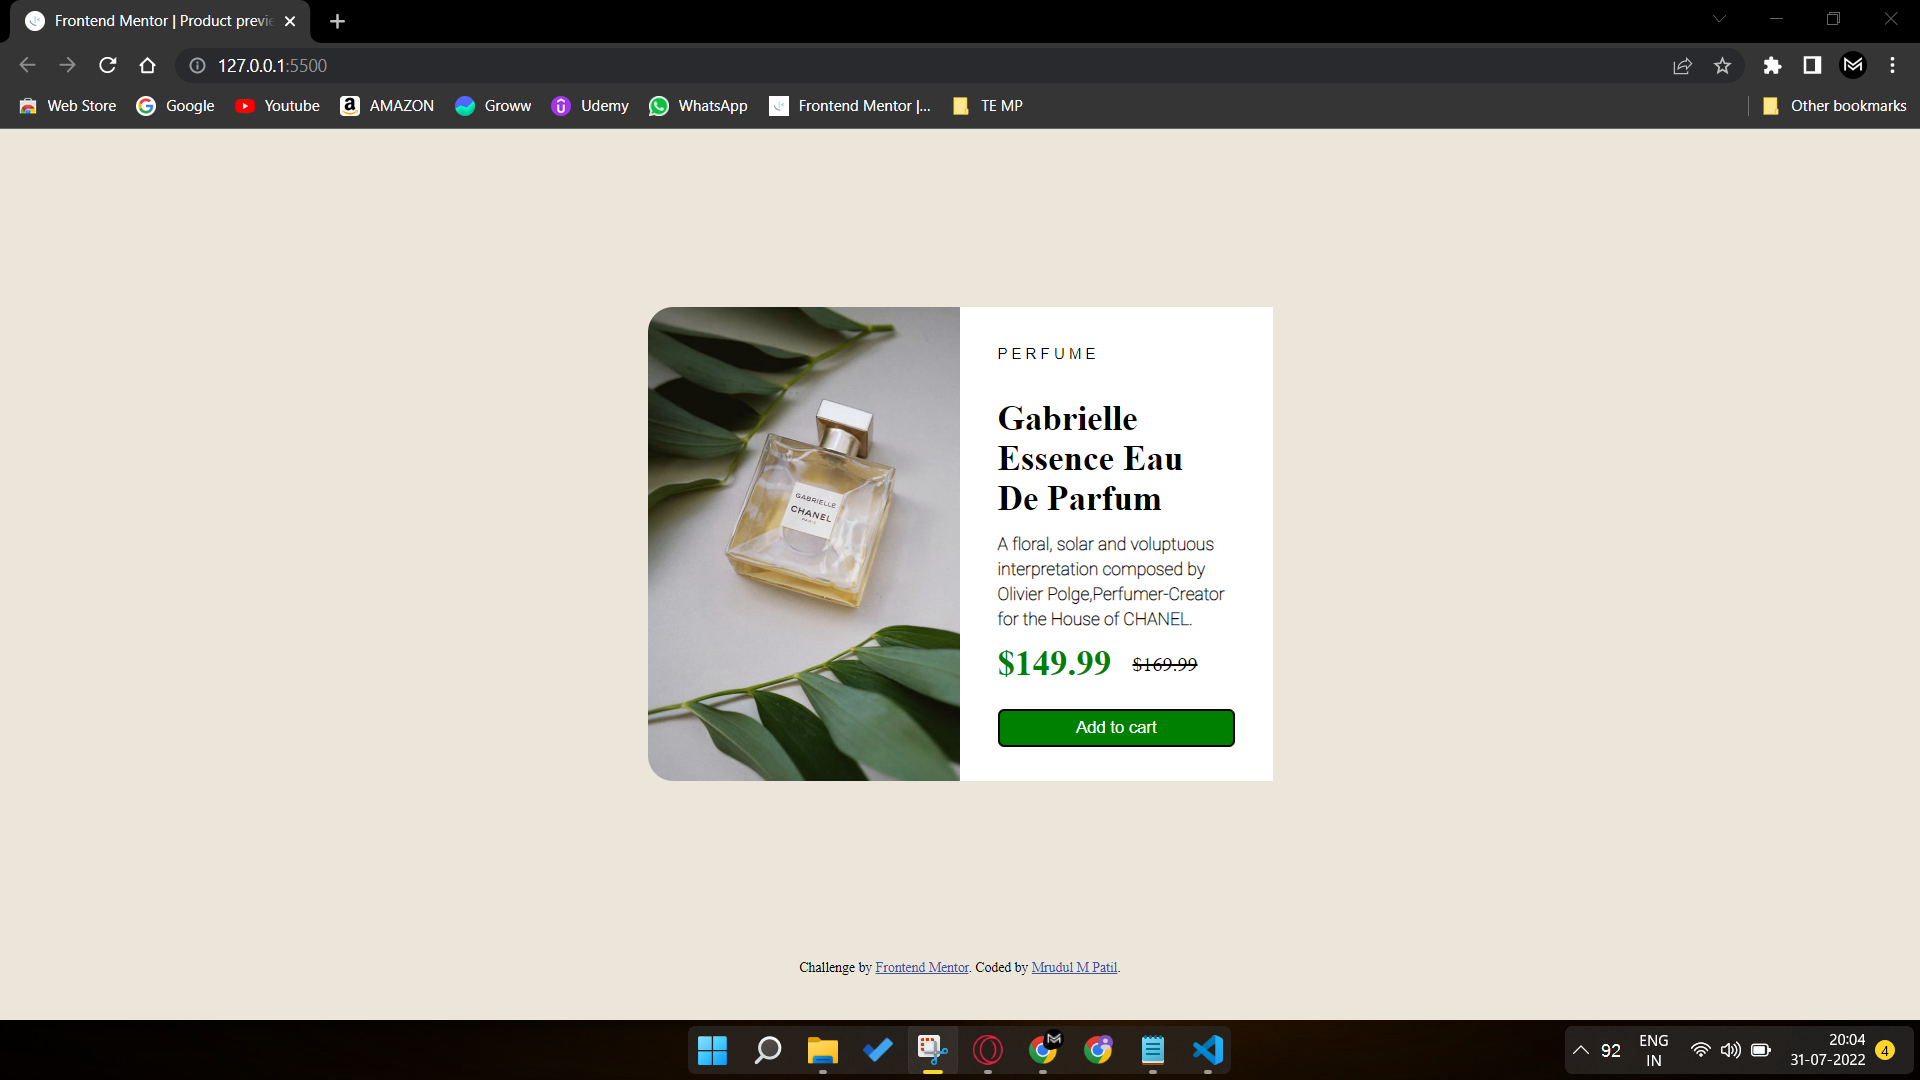 Frontend Mentor | Product previe
127.0.0.1:5500
Web Store
Google
Youtube
AMAZON
Groww
Udemy
WhatsApp
Frontend Mentor |...
TE MP
Other bookmarks
GABRIELLE
CHANEL
PARIS
PERFUME
Gabrielle
Essence Eau
De Parfum
A floral, solar and voluptuous
interpretation composed by
Olivier Polge,Perfumer-Creator
for the House of CHANEL.
$149.99 $169.99
Add to cart
Challenge by Frontend Mentor. Coded by Mrudul M Patil.
92
ENG
IN
20:04
31-07-2022
4